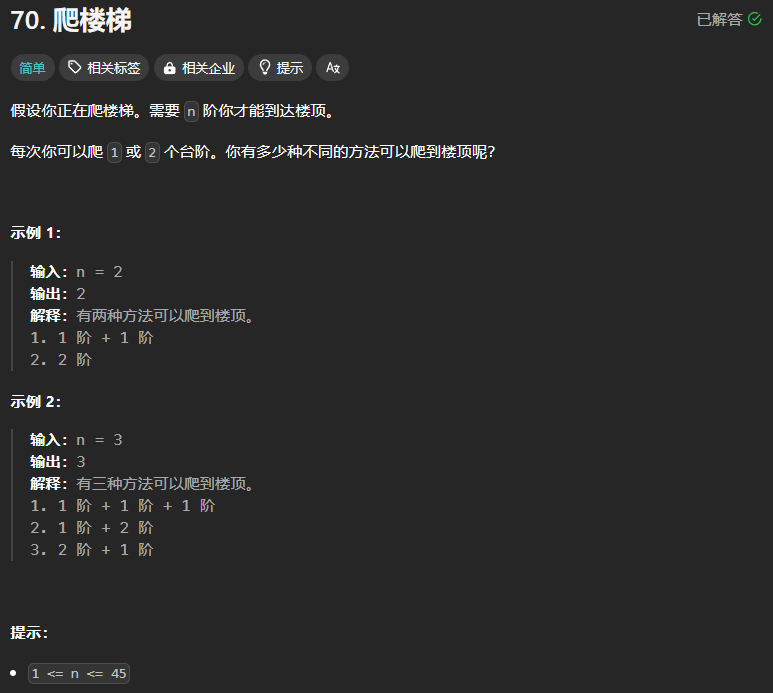 70. 爬楼梯
已解答
简单 相关标签 相关企业 提示 Aあ
假设你正在爬楼梯。需要 n 阶你才能到达楼顶。
每次你可以爬 1 或 2 个台阶。你有多少种不同的方法可以爬到楼顶呢?
示例 1:
输入:n = 2
输出:2
解释:有两种方法可以爬到楼顶。
1. 1 阶 + 1 阶
2. 2 阶
示例 2:
输入:n = 3
输出:3
解释:有三种方法可以爬到楼顶。
1. 1 阶 + 1 阶 + 1 阶
2. 1 阶 + 2 阶
3. 2 阶 + 1 阶
提示:
1 <= n <= 45